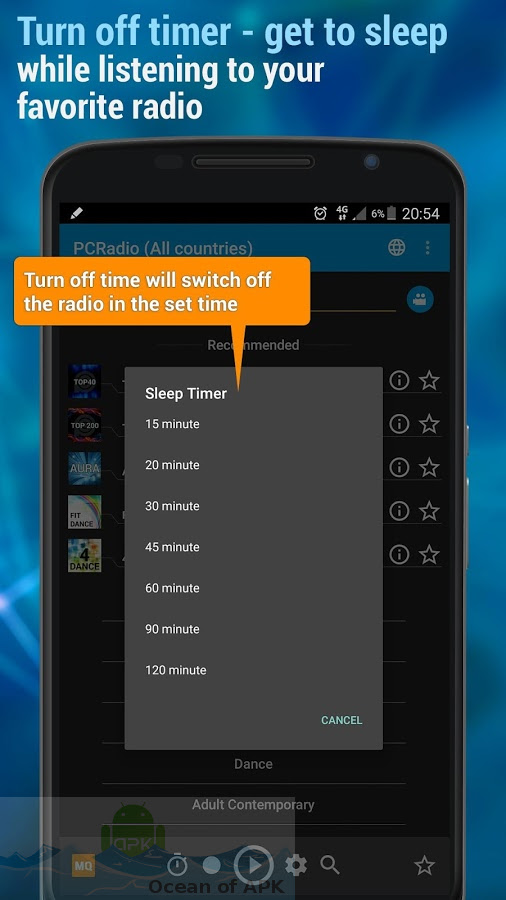 Turn off timer - get to sleep
while listening to your
favorite radio
4G 6% 20:54
PCRadio (All countries)
Turn off time will switch off
the radio in the set time
Recommended
Sleep Timer
TOP40
15 minute
TOP 200
20 minute
AURA
30 minute
FIT
DANCE
45 minute
4
DANCE
60 minute
90 minute
120 minute
CANCEL
Dance
Adult Contemporary
APK
MQ
Ocean of APK